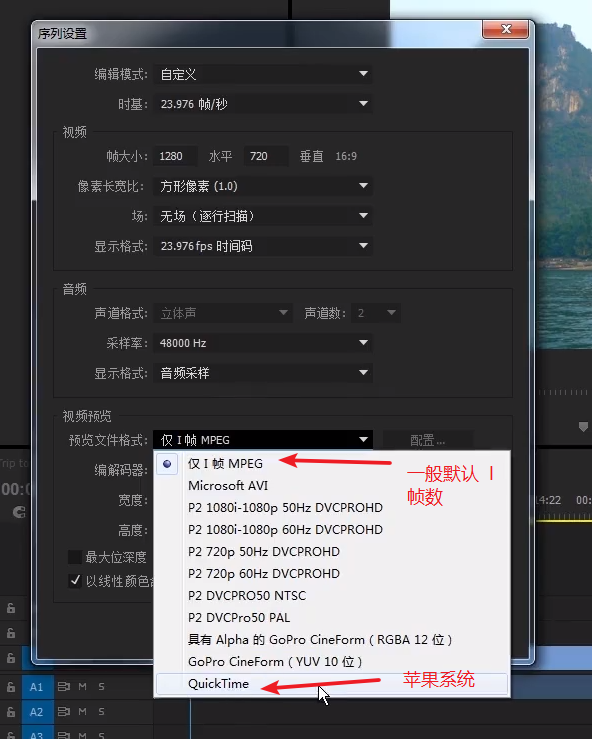 序列设置
编辑模式: 自定义
时基: 23.976 帧/秒
视频
帧大小: 1280 水平 720 垂直 16:9
像素长宽比: 方形像素 (1.0)
场: 无场（逐行扫描）
显示格式: 23.976fps 时间码
音频
声道格式: 立体声 声道数: 2
采样率: 48000 Hz
显示格式: 音频采样
视频预览
预览文件格式: 仅 I 帧 MPEG 配置...
编解码器:
宽度:
高度:
最大位深度
以线性颜色
仅 I 帧 MPEG
Microsoft AVI
P2 1080i-1080p 50Hz DVCPROHD
P2 1080i-1080p 60Hz DVCPROHD
P2 720p 50Hz DVCPROHD
P2 720p 60Hz DVCPROHD
P2 DVCPRO50 NTSC
P2 DVCPro50 PAL
具有 Alpha 的 GoPro CineForm ( RGBA 12 位 )
GoPro CineForm ( YUV 10 位 )
QuickTime
一般默认 I
帧数
苹果系统
Trip to
00:0
14:22 00:
A1 M S
A2 M S
A3 M S